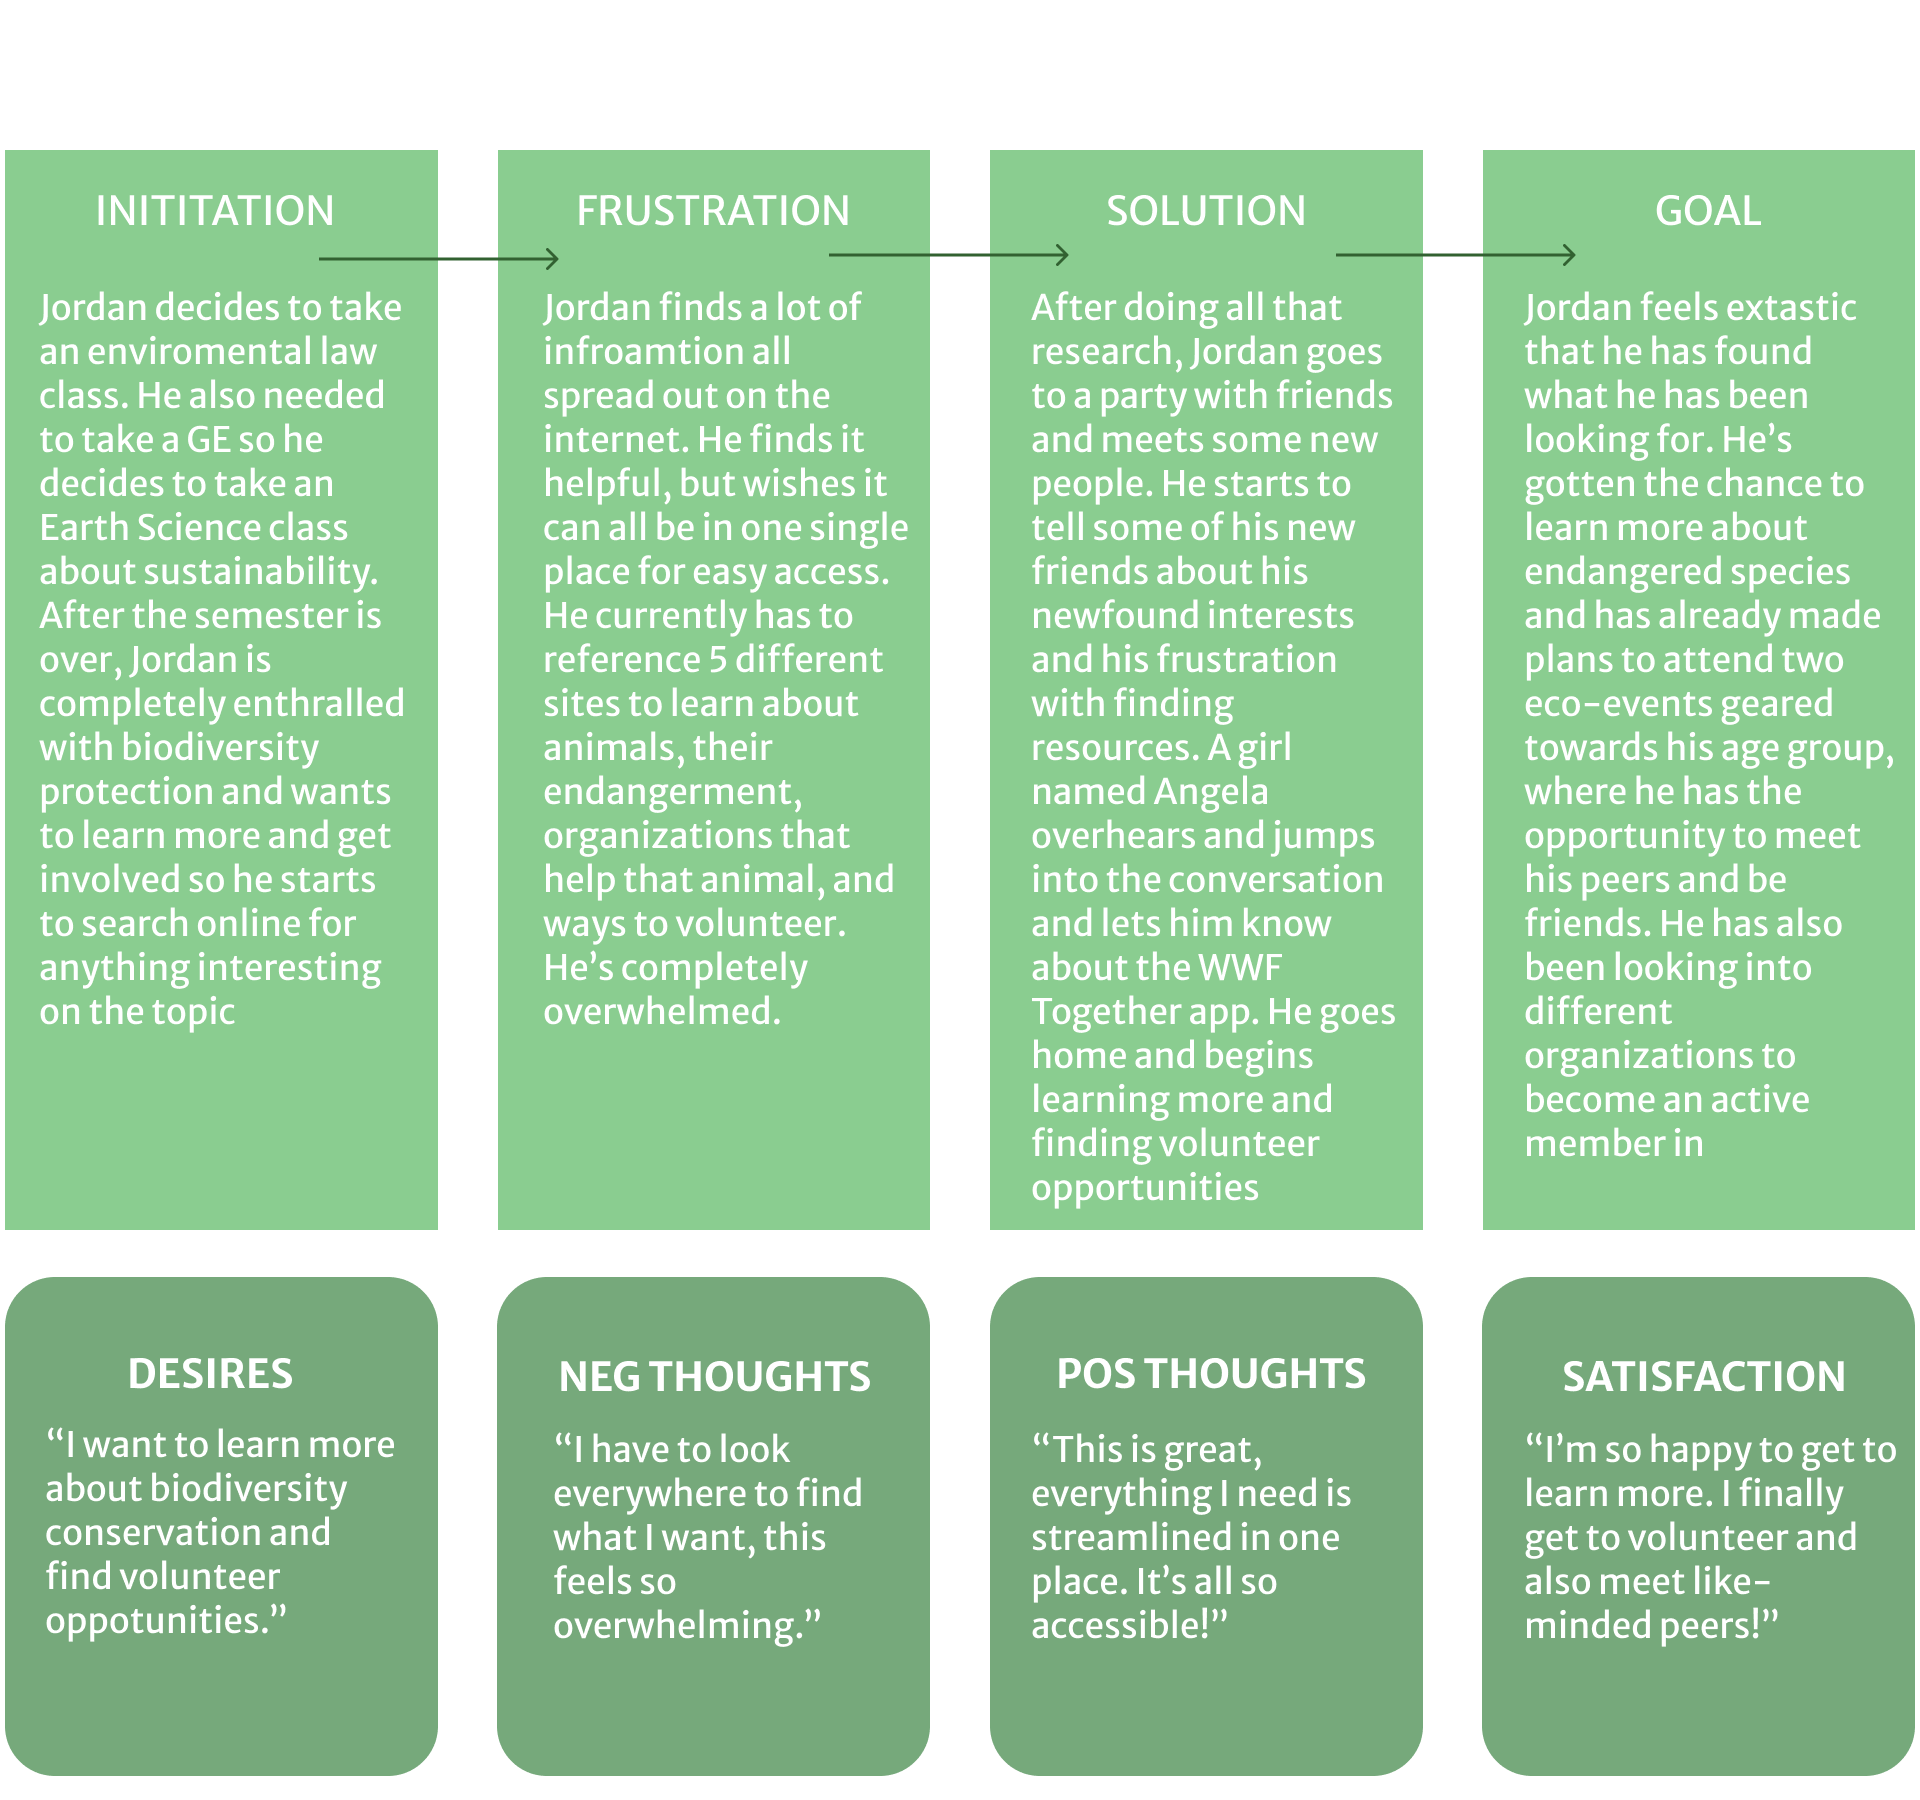 INITITATION
Jordan decides to take
an enviromental law
class. He also needed
to take a GE so he
decides to take an
Earth Science class
about sustainability.
After the semester is
over, Jordan is
completely enthralled
with biodiversity
protection and wants
to learn more and get
involved so he starts
to search online for
anything interesting
on the topic
FRUSTRATION
Jordan finds a lot of
infroamtion all
spread out on the
internet. He finds it
helpful, but wishes it
can all be in one single
place for easy access.
He currently has to
reference 5 different
sites to learn about
animals, their
endangerment,
organizations that
help that animal, and
ways to volunteer.
He’s completely
overwhelmed.
SOLUTION
After doing all that
research, Jordan goes
to a party with friends
and meets some new
people. He starts to
tell some of his new
friends about his
newfound interests
and his frustration
with finding
resources. A girl
named Angela
overhears and jumps
into the conversation
and lets him know
about the WWF
Together app. He goes
home and begins
learning more and
finding volunteer
opportunities
GOAL
Jordan feels extastic
that he has found
what he has been
looking for. He’s
gotten the chance to
learn more about
endangered species
and has already made
plans to attend two
eco-events geared
towards his age group,
where he has the
opportunity to meet
his peers and be
friends. He has also
been looking into
different
organizations to
become an active
member in
DESIRES
“I want to learn more
about biodiversity
conservation and
find volunteer
oppotunities.”
NEG THOUGHTS
“I have to look
everywhere to find
what I want, this
feels so
overwhelming.”
POS THOUGHTS
“This is great,
everything I need is
streamlined in one
place. It’s all so
accessible!”
SATISFACTION
“I’m so happy to get to
learn more. I finally
get to volunteer and
also meet like-
minded peers!”